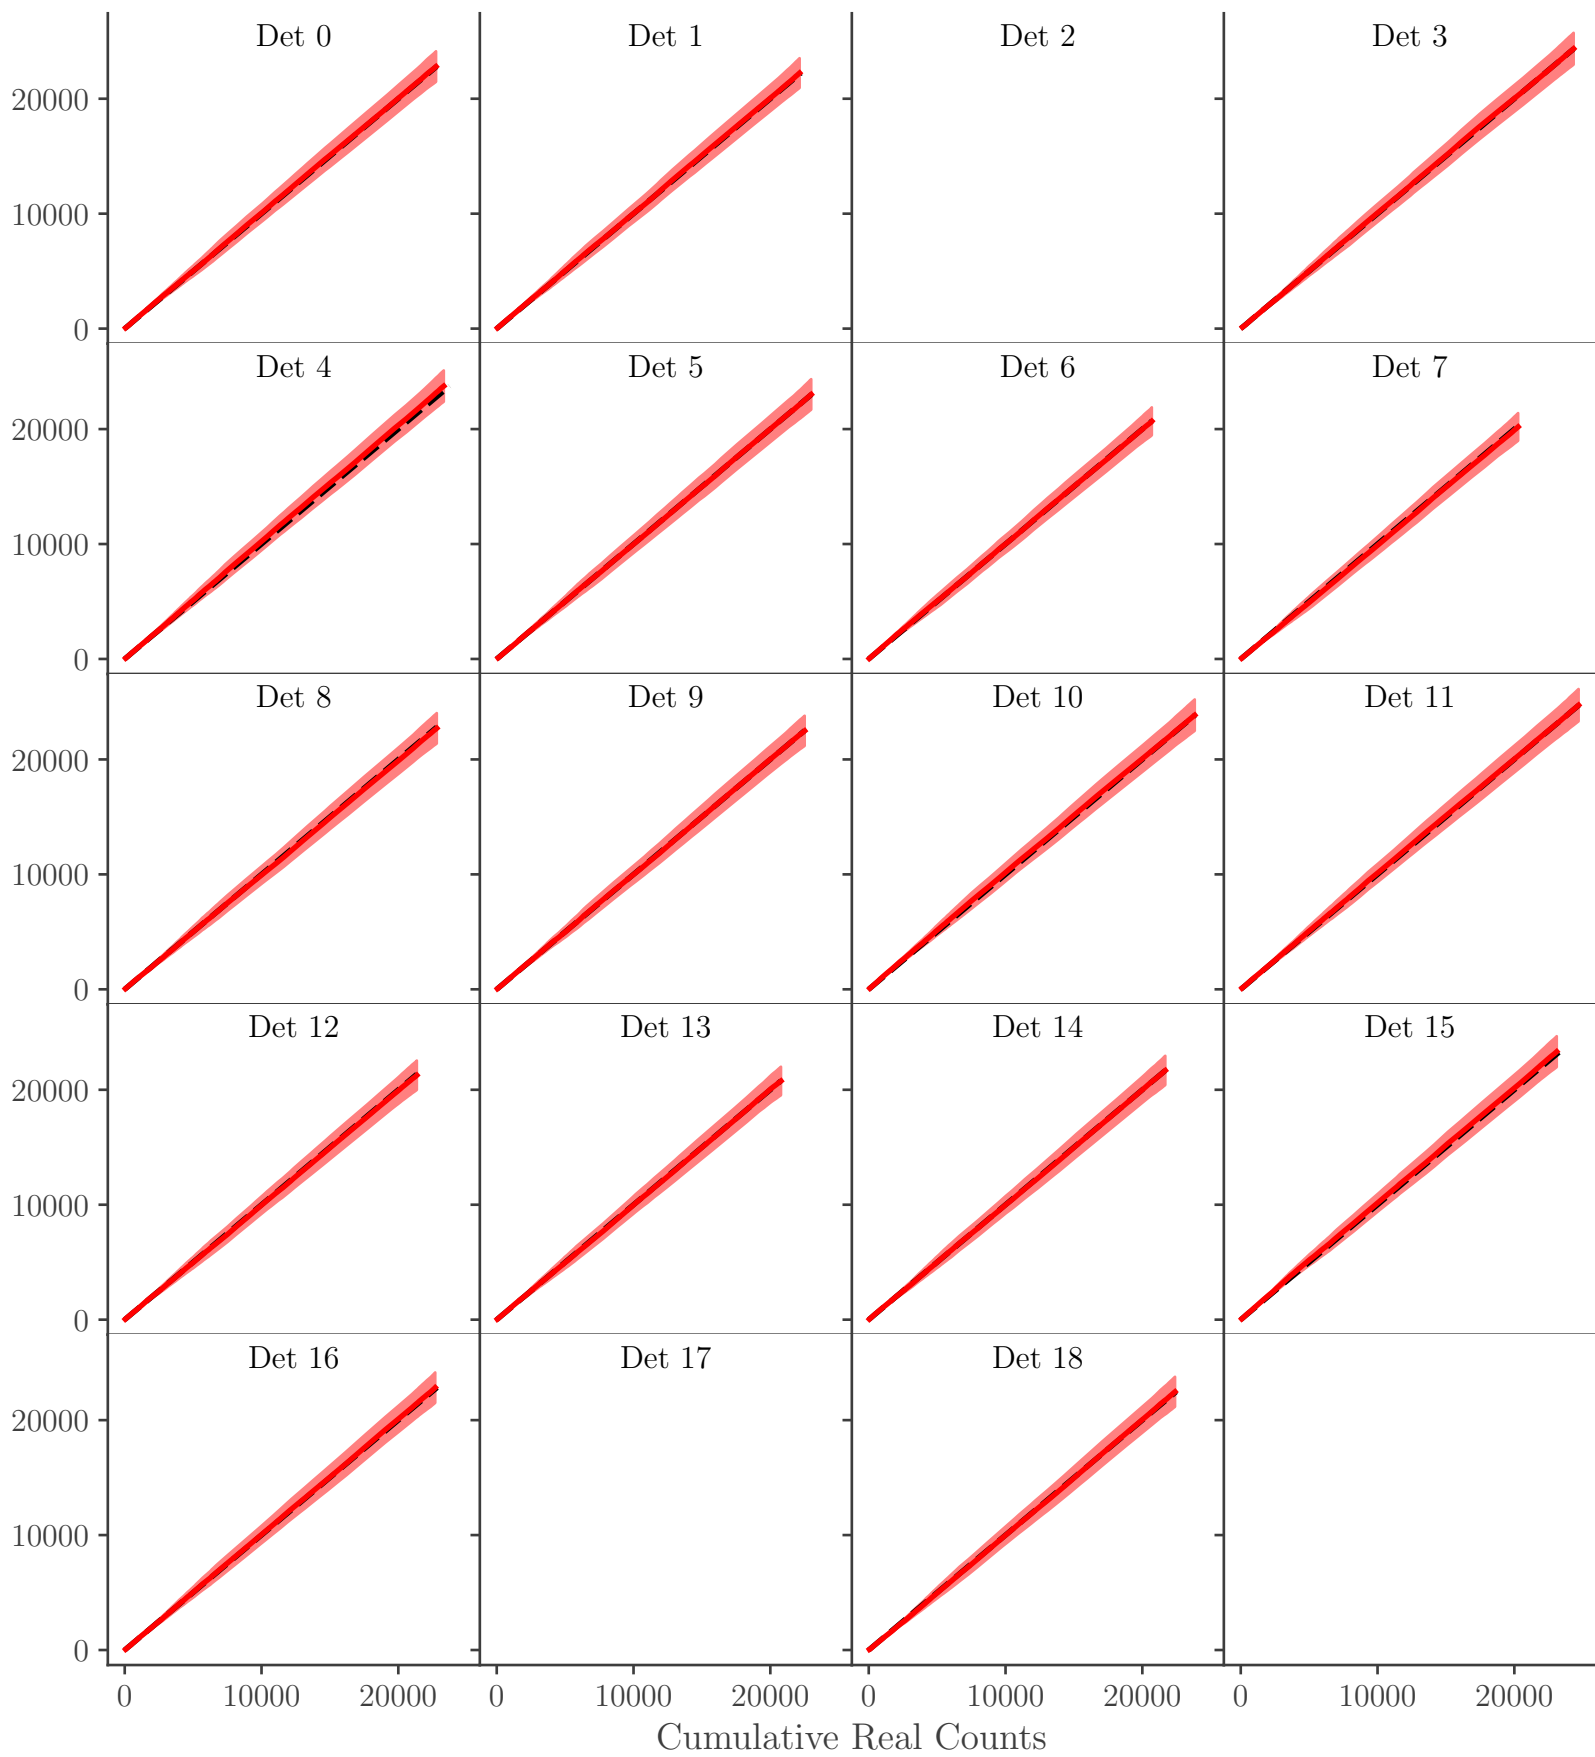 Det 0 Det 1 Det 2 Det 3
20000
10000
0
Det 4 Det 5 Det 6 Det 7
20000
10000
0
Det 8 Det 9 Det 10 Det 11
20000
10000
0
Det 12 Det 13 Det 14 Det 15
20000
10000
0
Det 16 Det 17 Det 18
20000
10000
0
0 10000 20000 0 10000 20000 0 10000 20000 0 10000 20000
Cumulative Real Counts